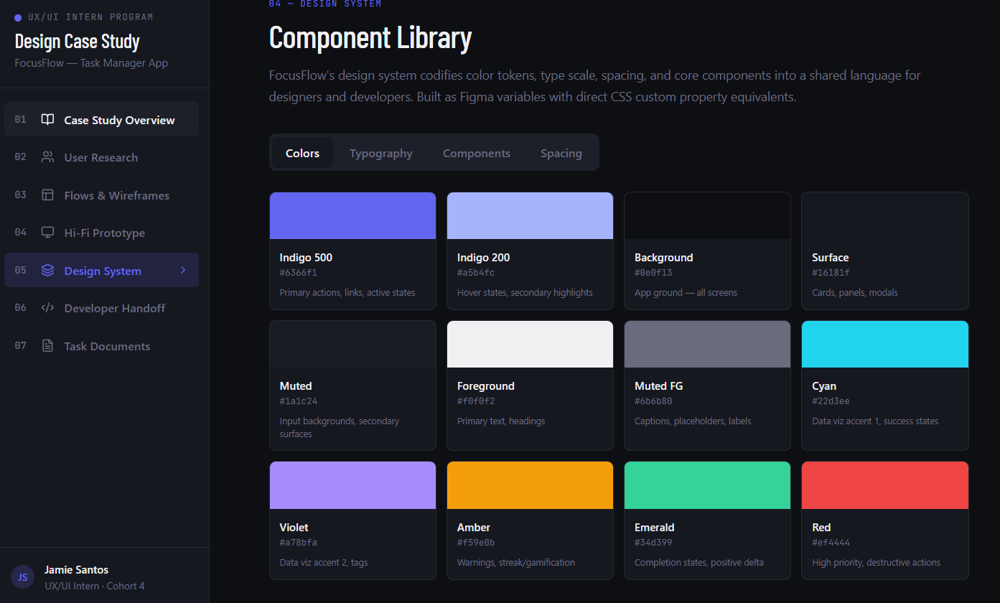 UX/UI INTERN PROGRAM
Design Case Study
FocusFlow — Task Manager App
01 Case Study Overview
02 User Research
03 Flows & Wireframes
04 Hi-Fi Prototype
05 Design System
06 Developer Handoff
07 Task Documents
JS
Jamie Santos
UX/UI Intern · Cohort 4
04 — DESIGN SYSTEM
Component Library
FocusFlow's design system codifies color tokens, type scale, spacing, and core components into a shared language for
designers and developers. Built as Figma variables with direct CSS custom property equivalents.
Colors Typography Components Spacing
Indigo 500
#6366f1
Primary actions, links, active states
Indigo 200
#a5b4fc
Hover states, secondary highlights
Background
#0e0f13
App ground — all screens
Surface
#16181f
Cards, panels, modals
Muted
#1a1c24
Input backgrounds, secondary
surfaces
Foreground
#f0f0f2
Primary text, headings
Muted FG
#6b6b80
Captions, placeholders, labels
Cyan
#22d3ee
Data viz accent 1, success states
Violet
#a78bfa
Data viz accent 2, tags
Amber
#f59e0b
Warnings, streak/gamification
Emerald
#34d399
Completion states, positive delta
Red
#ef4444
High priority, destructive actions